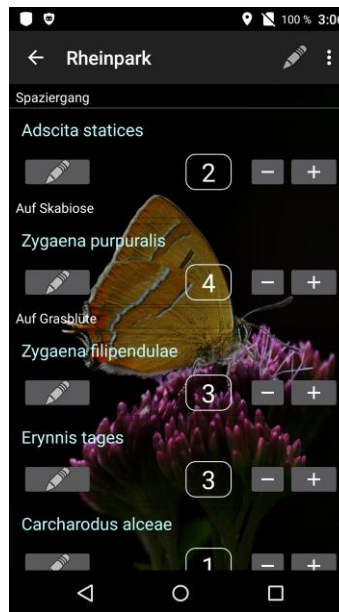 100 % 3:06
Rheinpark
Spaziergang
Adscita statices
2 − +
Auf Skabiose
Zygaena purpuralis
4 − +
Auf Grasblüte
Zygaena filipendulae
3 − +
Erynnis tages
3 − +
Carcharodus alceae
1 − +